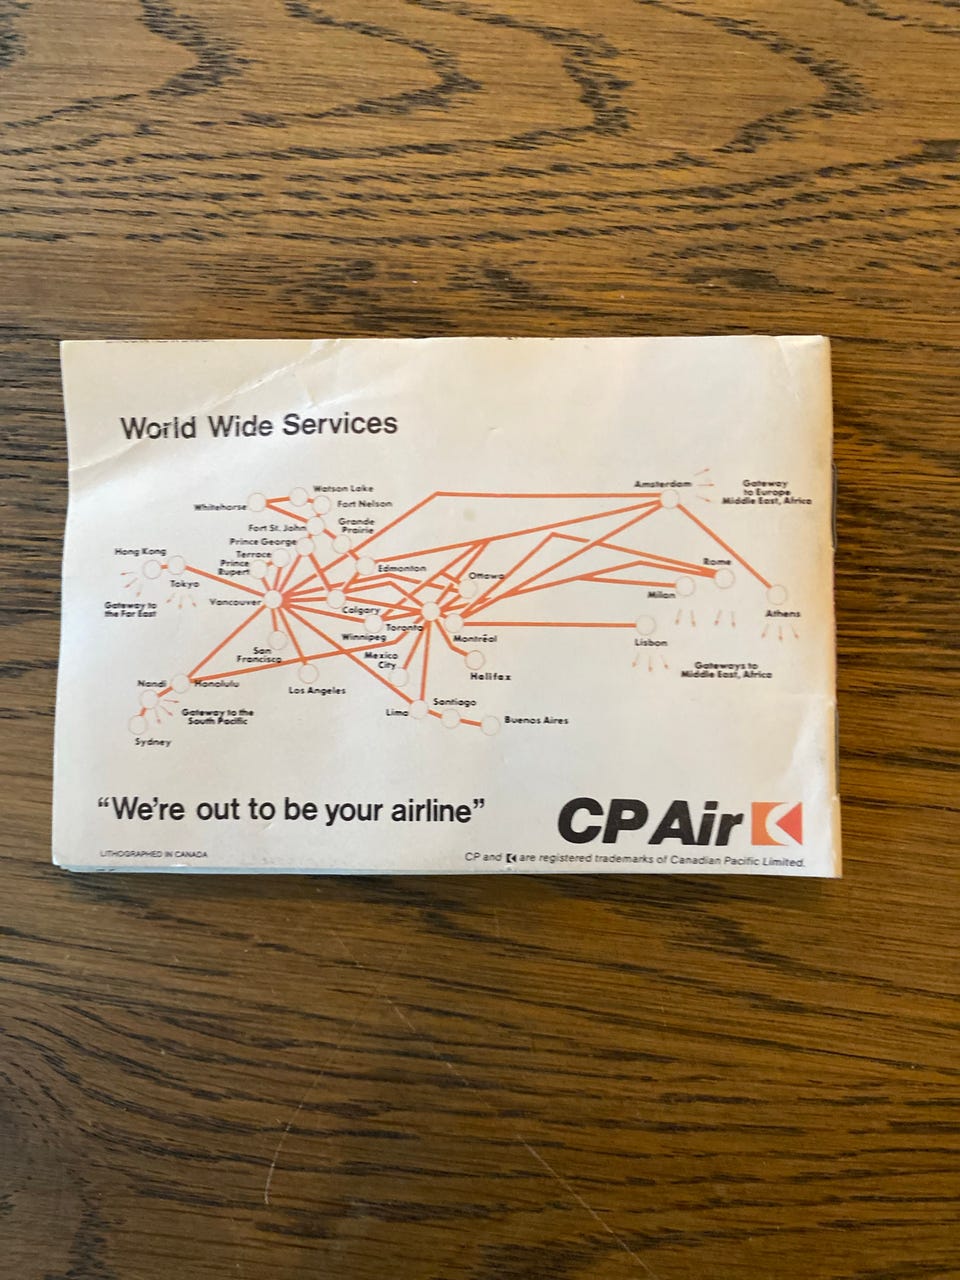 World Wide Services
Watson Lake
Whitehorse
Fort Nelson
Fort St. John
Grande
Prairie
Prince George
Terrace
Prince
Rupert
Edmonton
Hong Kong
Tokyo
Gateway to
the Far East
Vancouver
Calgary
Winnipeg
Toronto
Ottawa
Montréal
Halifax
San
Francisco
Los Angeles
Mexico
City
Lima
Santiago
Buenos Aires
Nandi
Honolulu
Gateway to the
South Pacific
Sydney
Amsterdam
Gateway
to Europe
Middle East, Africa
Rome
Milan
Athens
Lisbon
Gateways to
Middle East, Africa
“We're out to be your airline”
CP Air
LITHOGRAPHED IN CANADA
CP and are registered trademarks of Canadian Pacific Limited.